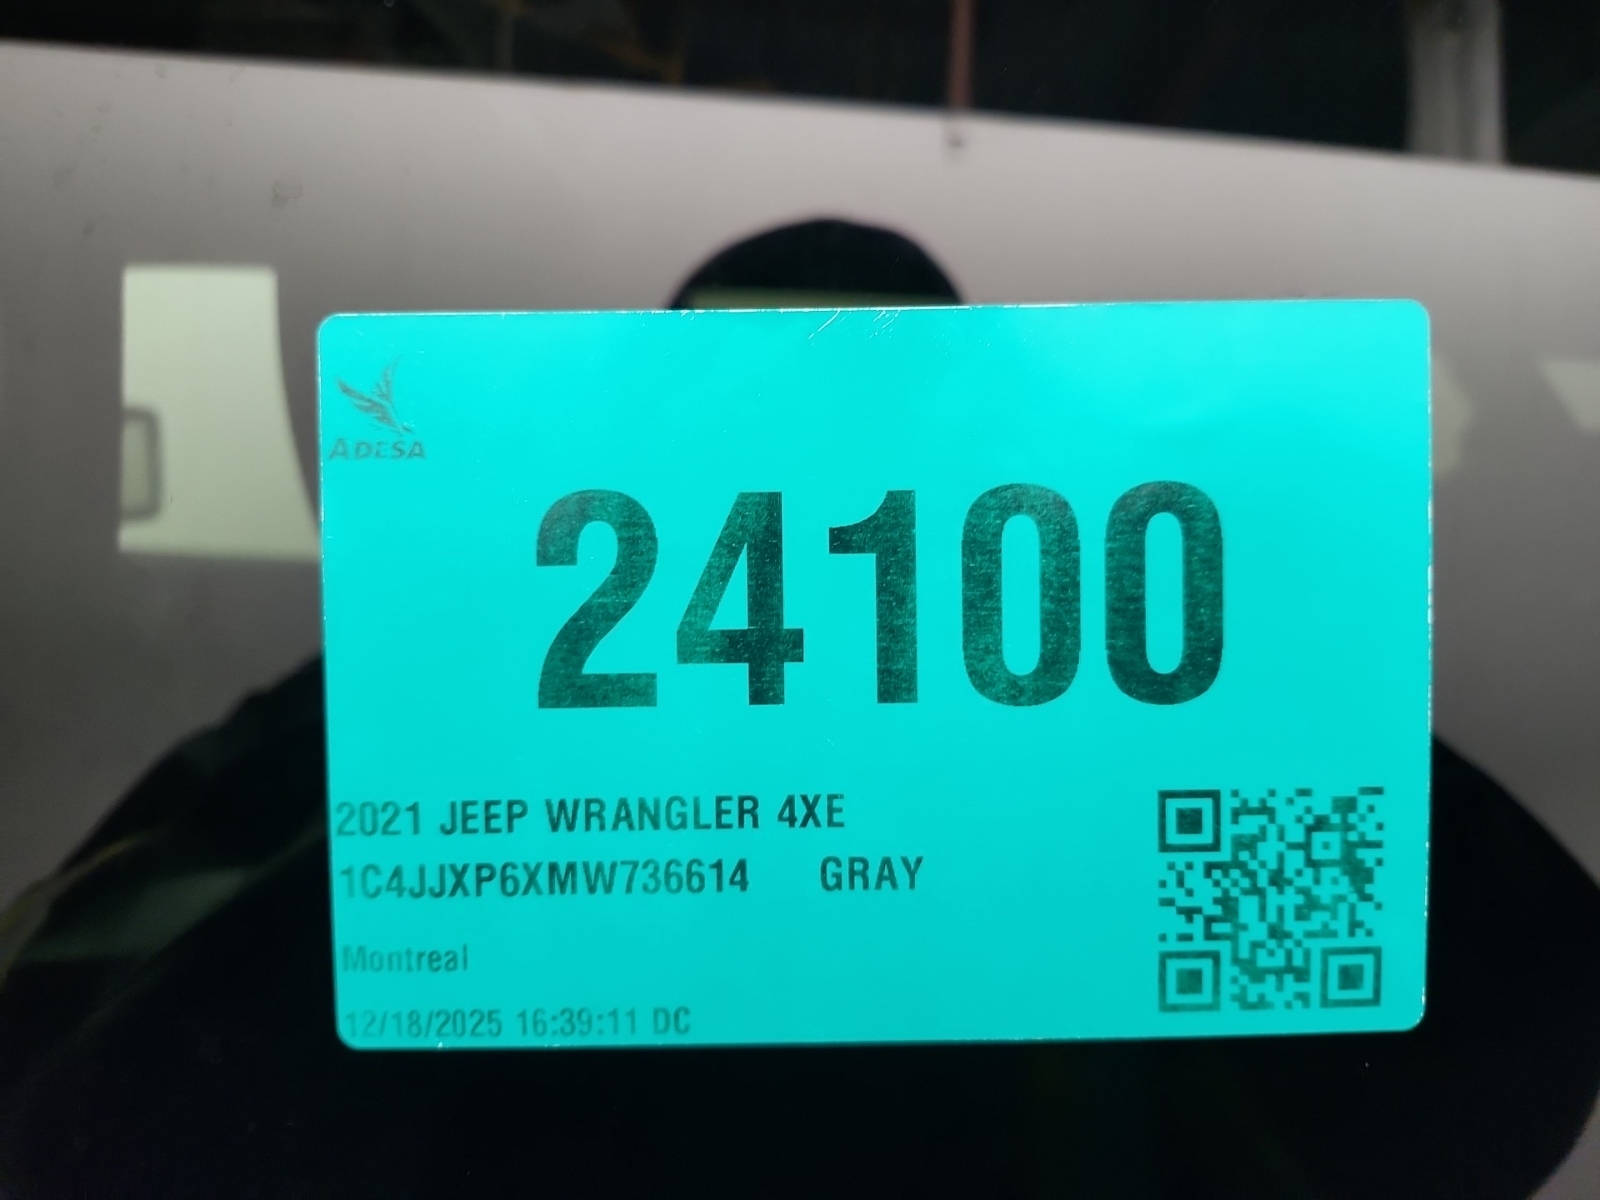 ADESA
24100
2021 JEEP WRANGLER 4XE
1C4JJXP6XMW736614 GRAY
Montreal
12/18/2025 16:39:11 DC